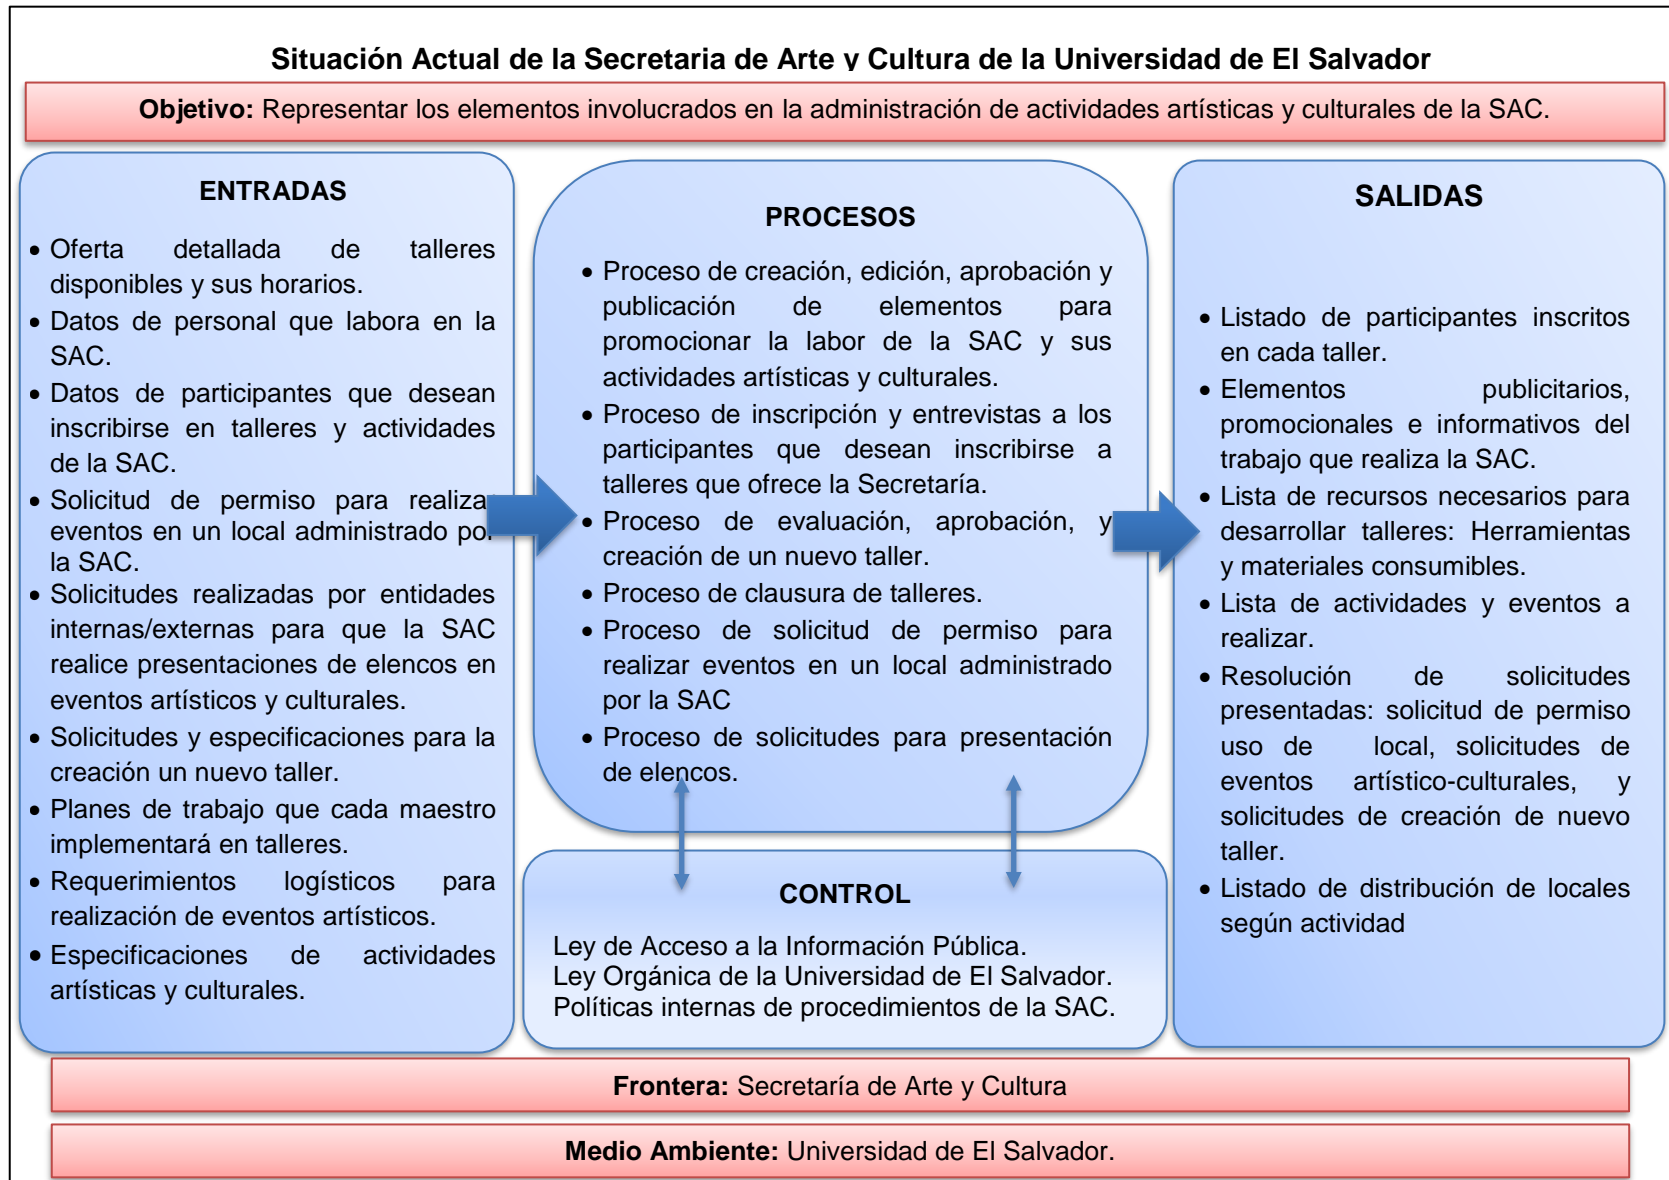 Situación Actual de la Secretaria de Arte y Cultura de la Universidad de El Salvador
Objetivo: Representar los elementos involucrados en la administración de actividades artísticas y culturales de la SAC.
ENTRADAS
• Oferta detallada de talleres
disponibles y sus horarios.
• Datos de personal que labora en la
SAC.
• Datos de participantes que desean
inscribirse en talleres y actividades
de la SAC.
• Solicitud de permiso para realizar
eventos en un local administrado por
la SAC.
• Solicitudes realizadas por entidades
internas/externas para que la SAC
realice presentaciones de elencos en
eventos artísticos y culturales.
• Solicitudes y especificaciones para la
creación un nuevo taller.
• Planes de trabajo que cada maestro
implementará en talleres.
• Requerimientos logísticos para
realización de eventos artísticos.
• Especificaciones de actividades
artísticas y culturales.
PROCESOS
• Proceso de creación, edición, aprobación y
publicación de elementos para
promocionar la labor de la SAC y sus
actividades artísticas y culturales.
• Proceso de inscripción y entrevistas a los
participantes que desean inscribirse a
talleres que ofrece la Secretaría.
• Proceso de evaluación, aprobación, y
creación de un nuevo taller.
• Proceso de clausura de talleres.
• Proceso de solicitud de permiso para
realizar eventos en un local administrado
por la SAC
• Proceso de solicitudes para presentación
de elencos.
CONTROL
Ley de Acceso a la Información Pública.
Ley Orgánica de la Universidad de El Salvador.
Políticas internas de procedimientos de la SAC.
SALIDAS
• Listado de participantes inscritos
en cada taller.
• Elementos publicitarios,
promocionales e informativos del
trabajo que realiza la SAC.
• Lista de recursos necesarios para
desarrollar talleres: Herramientas
y materiales consumibles.
• Lista de actividades y eventos a
realizar.
• Resolución de solicitudes
presentadas: solicitud de permiso
uso de local, solicitudes de
eventos artístico-culturales, y
solicitudes de creación de nuevo
taller.
• Listado de distribución de locales
según actividad
Frontera: Secretaría de Arte y Cultura
Medio Ambiente: Universidad de El Salvador.